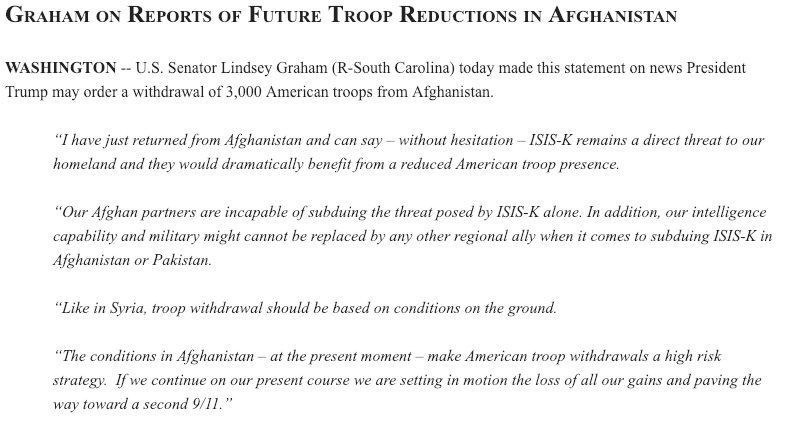 GRAHAM ON REPORTS OF FUTURE TROOP REDUCTIONS IN AFGHANISTAN
WASHINGTON -- U.S. Senator Lindsey Graham (R-South Carolina) today made this statement on news President
Trump may order a withdrawal of 3,000 American troops from Afghanistan.
“I have just returned from Afghanistan and can say – without hesitation – ISIS-K remains a direct threat to our
homeland and they would dramatically benefit from a reduced American troop presence.
“Our Afghan partners are incapable of subduing the threat posed by ISIS-K alone. In addition, our intelligence
capability and military might cannot be replaced by any other regional ally when it comes to subduing ISIS-K in
Afghanistan or Pakistan.
“Like in Syria, troop withdrawal should be based on conditions on the ground.
“The conditions in Afghanistan – at the present moment – make American troop withdrawals a high risk
strategy.  If we continue on our present course we are setting in motion the loss of all our gains and paving the
way toward a second 9/11.”